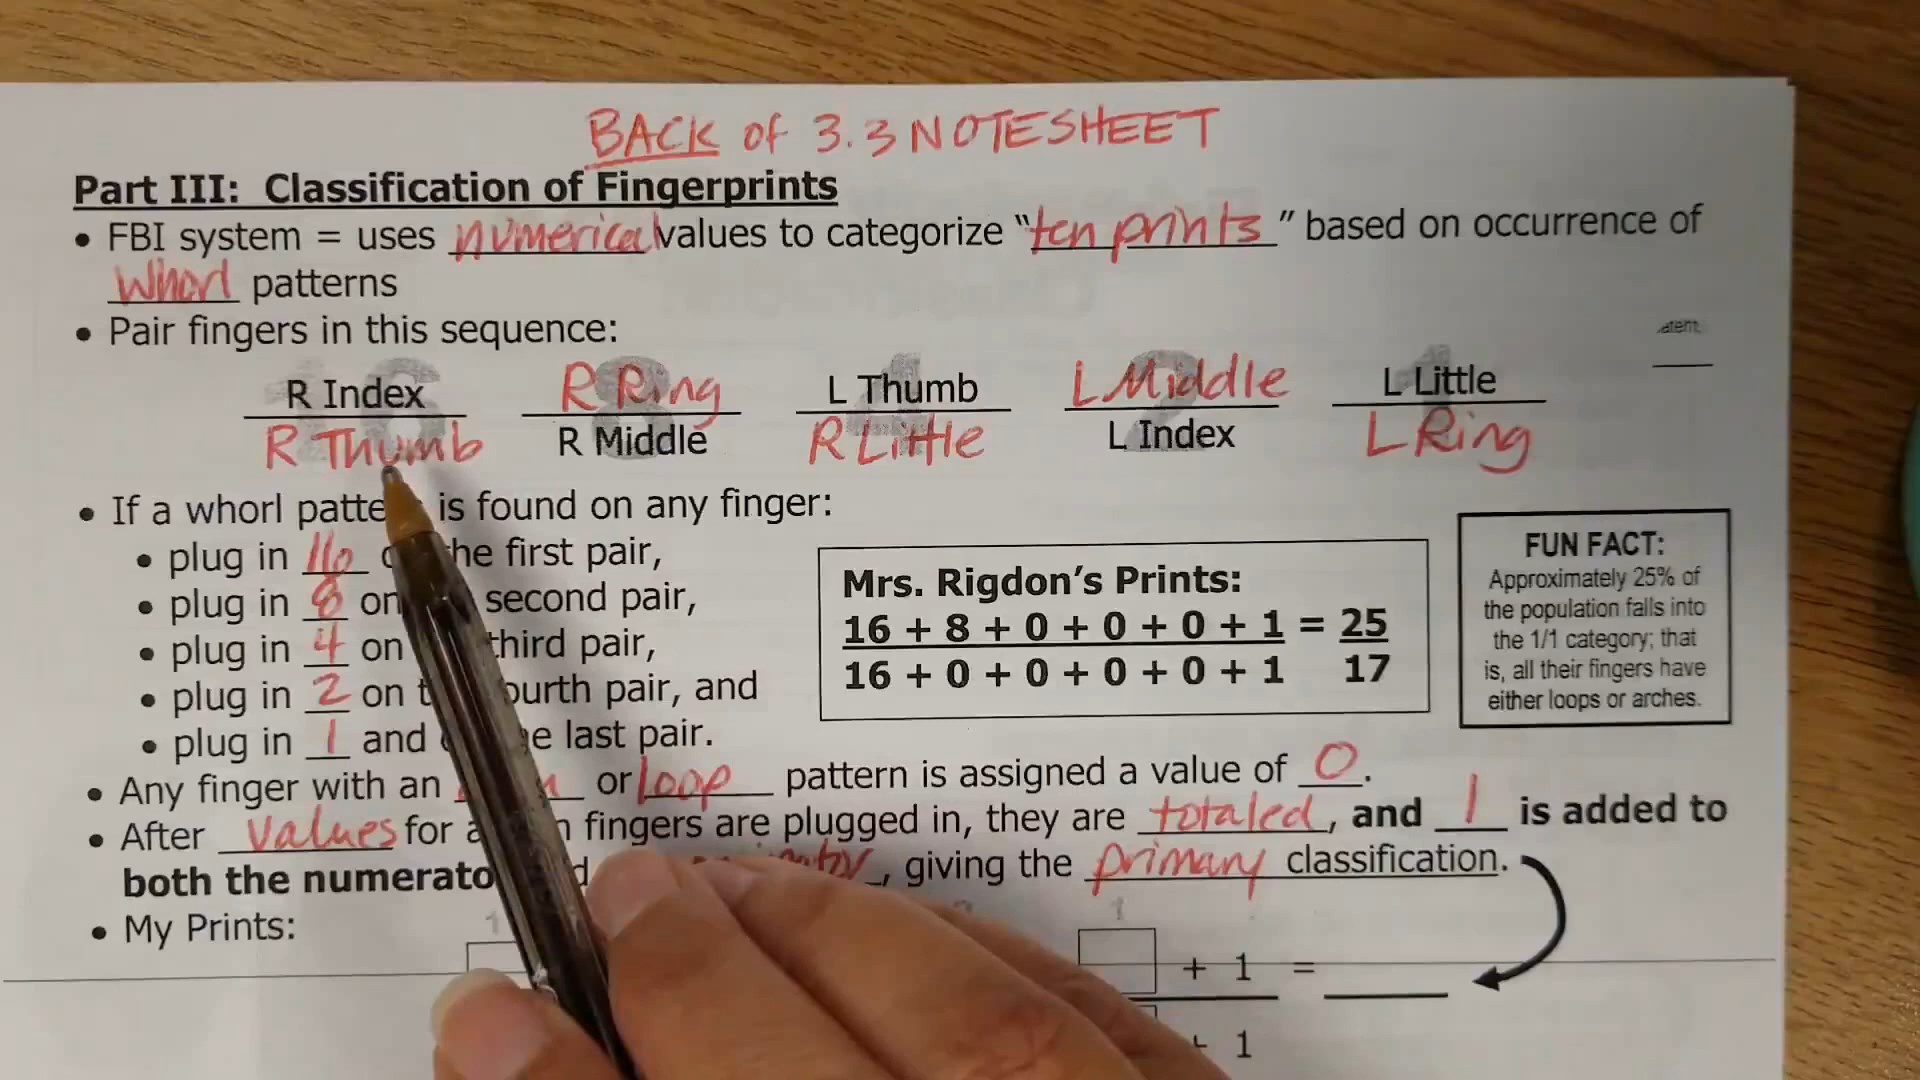 BACK of 3.3 NOTESHEET
Part III: Classification of Fingerprints
• FBI system = uses numerical values to categorize “ten prints” based on occurrence of
whorl patterns
• Pair fingers in this sequence:
R Index R Ring L Thumb L Middle L Little
R Thumb R Middle R Little L Index L Ring
16 8 4 2 1
• If a whorl is found on any finger:
• plug in 16 the first pair,
• plug in 8 on second pair,
• plug in 4 on third pair,
• plug in 2 on fourth pair, and
• plug in 1 and last pair.
Mrs. Rigdon’s Prints:
16 + 8 + 0 + 0 + 0 + 1 = 25
16 + 0 + 0 + 0 + 0 + 1 17
FUN FACT:
Approximately 25% of
the population falls into
the 1/1 category; that
is, all their fingers have
either loops or arches.
• Any finger with an or loop pattern is assigned a value of 0.
• After values for fingers are plugged in, they are totaled, and 1 is added to
both the , giving the primary classification.
• My Prints:
1
+ 1 =
1